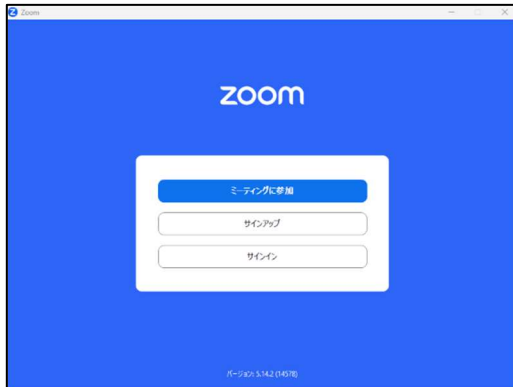 Zoom
zoom
ミーティングに参加
サインアップ
サインイン
バージョン: 5.14.2 (14578)